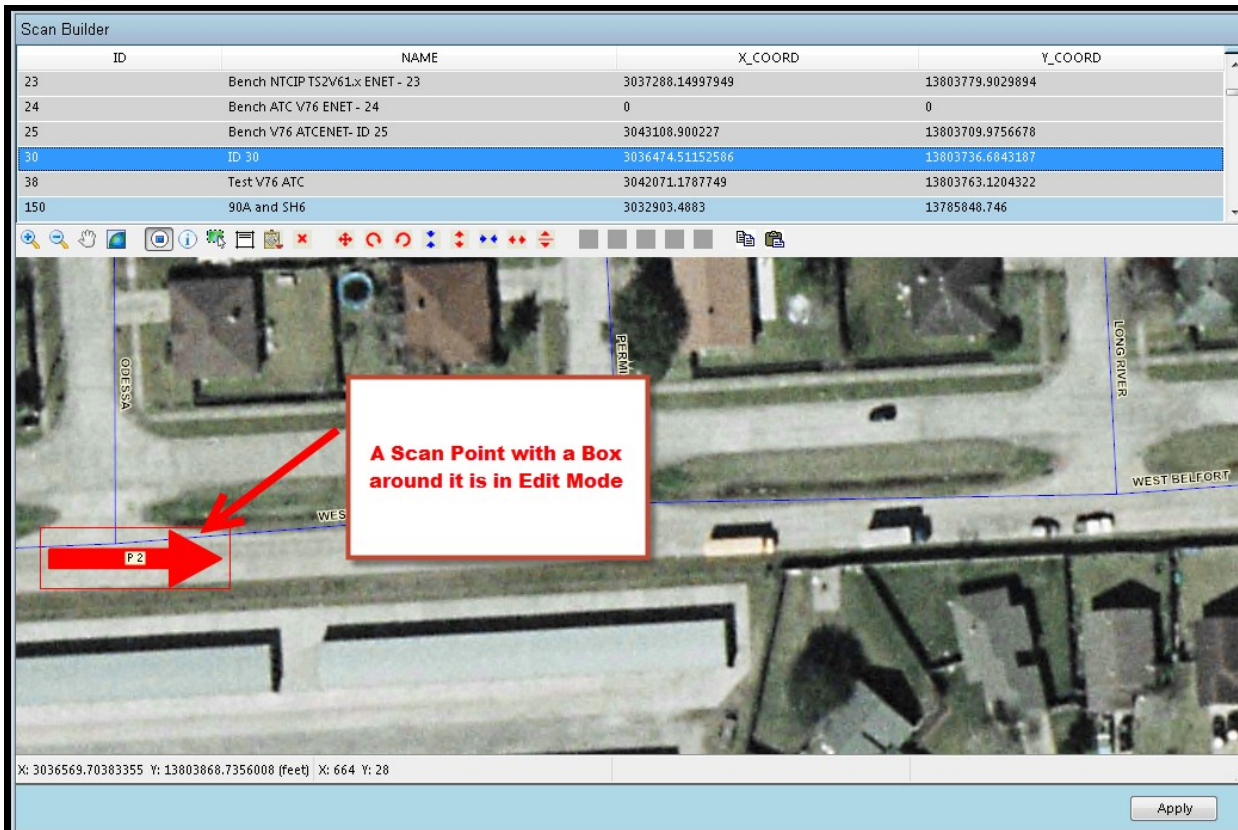 Scan Builder
ID NAME X_COORD Y_COORD
23 Bench NTCIP TS2V61.x ENET - 23 3037288.14997949 13803779.9029894
24 Bench ATC V76 ENET - 24 0 0
25 Bench V76 ATCENET- ID 25 3043108.900227 13803709.9756678
30 ID 30 3036474.51152586 13803736.6843187
38 Test V76 ATC 3042071.1787749 13803763.1204322
150 90A and SH6 3032903.4883 13785848.746
ODESSA
PERMI
LONG RIVER
A Scan Point with a Box
around it is in Edit Mode
WEST BELFORT
WES
P 2
X: 3036569.70383355 Y: 13803868.7356008 (feet) X: 664 Y: 28
Apply